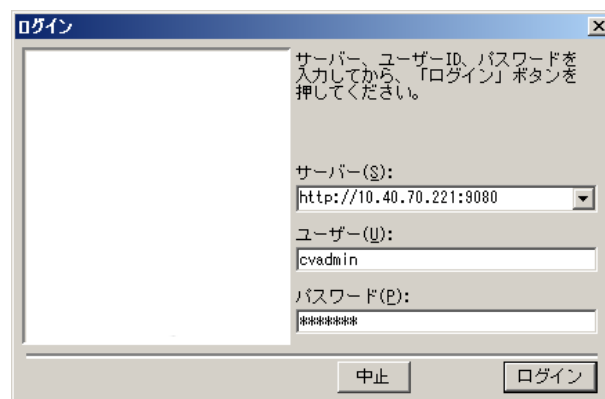 ログイン
サーバー、ユーザーID、パスワードを
入力してから、「ログイン」ボタンを
押してください。
サーバー(S):
http://10.40.70.221:9080
ユーザー(U):
cvadmin
パスワード(P):
*******
中止
ログイン